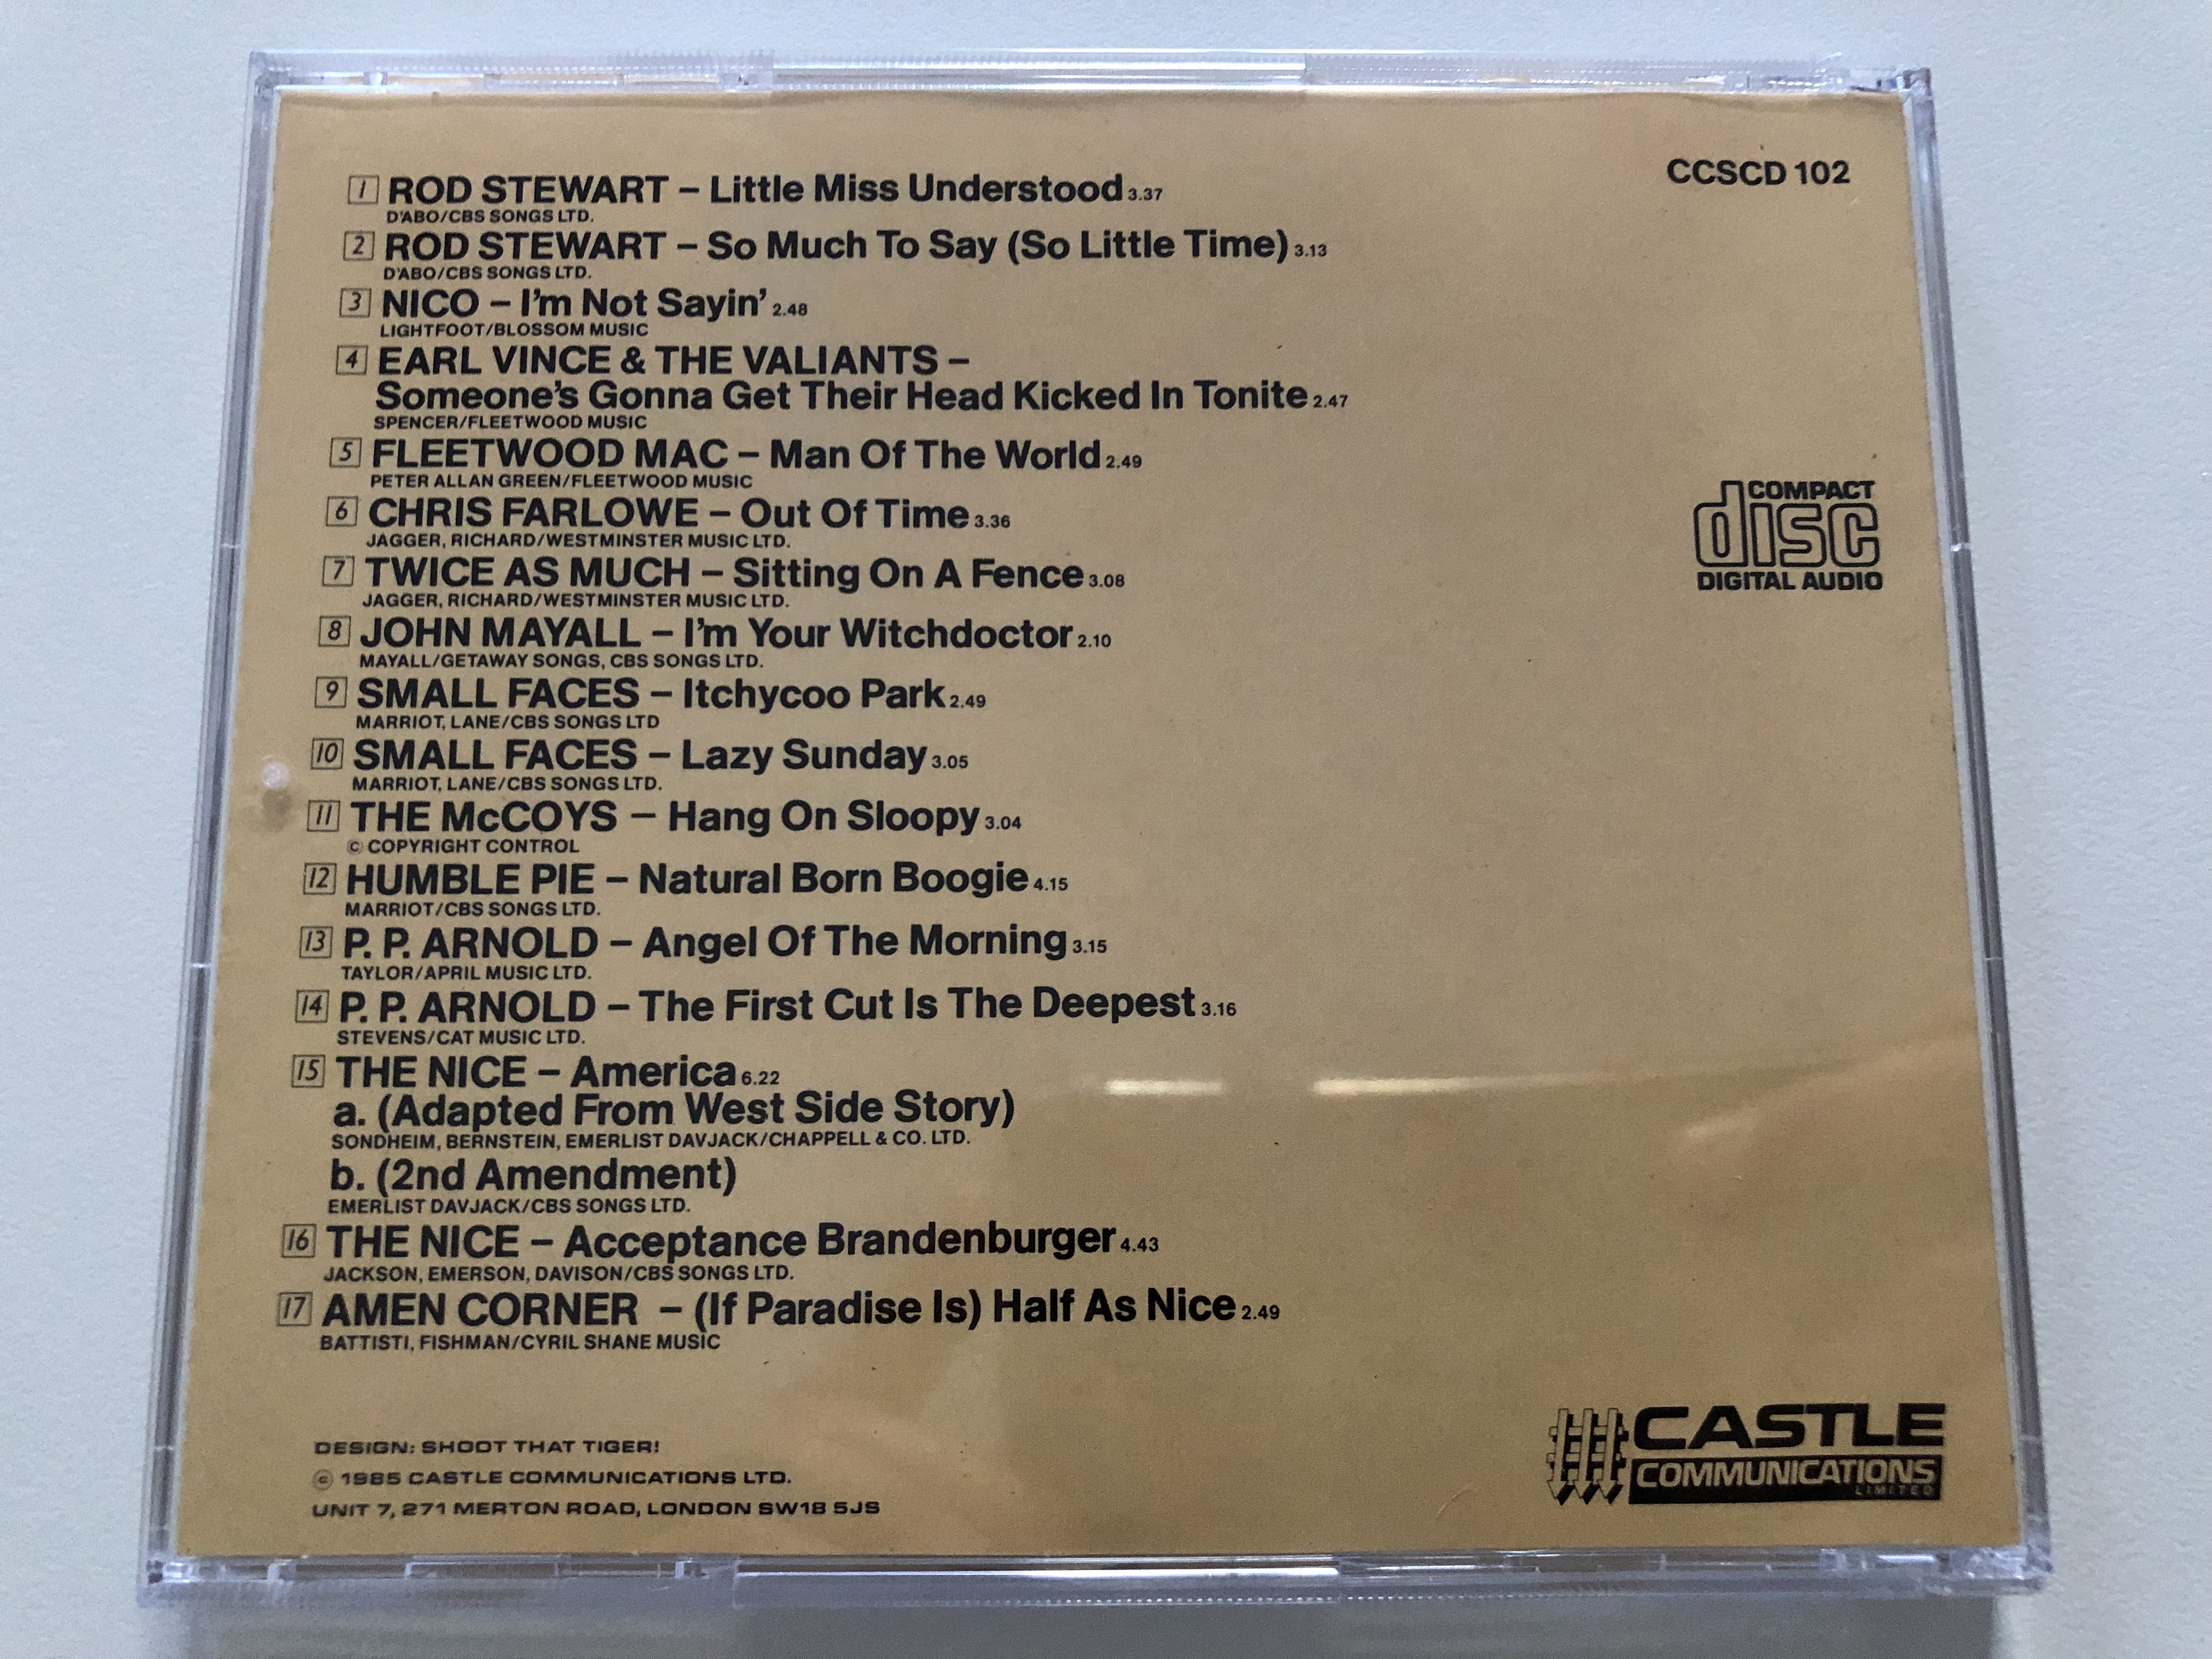 CCSCD 102
1 ROD STEWART – Little Miss Understood 3.37
D'ABO/CBS SONGS LTD.
2 ROD STEWART – So Much To Say (So Little Time) 3.13
D'ABO/CBS SONGS LTD.
3 NICO – I'm Not Sayin' 2.48
LIGHTFOOT/BLOSSOM MUSIC
4 EARL VINCE & THE VALIANTS –
Someone's Gonna Get Their Head Kicked In Tonite 2.47
SPENCER/FLEETWOOD MUSIC
5 FLEETWOOD MAC – Man Of The World 2.49
PETER ALLAN GREEN/FLEETWOOD MUSIC
6 CHRIS FARLOWE – Out Of Time 3.36
JAGGER, RICHARD/WESTMINSTER MUSIC LTD.
7 TWICE AS MUCH – Sitting On A Fence 3.08
JAGGER, RICHARD/WESTMINSTER MUSIC LTD.
8 JOHN MAYALL – I'm Your Witchdoctor 2.10
MAYALL/GETAWAY SONGS, CBS SONGS LTD.
9 SMALL FACES – Itchycoo Park 2.49
MARRIOT, LANE/CBS SONGS LTD
10 SMALL FACES – Lazy Sunday 3.05
MARRIOT, LANE/CBS SONGS LTD.
11 THE McCOYS – Hang On Sloopy 3.04
© COPYRIGHT CONTROL
12 HUMBLE PIE – Natural Born Boogie 4.15
MARRIOT/CBS SONGS LTD.
13 P. P. ARNOLD – Angel Of The Morning 3.15
TAYLOR/APRIL MUSIC LTD.
14 P. P. ARNOLD – The First Cut Is The Deepest 3.16
STEVENS/CAT MUSIC LTD.
15 THE NICE – America 6.22
a. (Adapted From West Side Story)
SONDHEIM, BERNSTEIN, EMERLIST DAVJACK/CHAPPELL & CO. LTD.
b. (2nd Amendment)
EMERLIST DAVJACK/CBS SONGS LTD.
16 THE NICE – Acceptance Brandenburger 4.43
JACKSON, EMERSON, DAVISON/CBS SONGS LTD.
17 AMEN CORNER – (If Paradise Is) Half As Nice 2.49
BATTISTI, FISHMAN/CYRIL SHANE MUSIC
COMPACT
disc
DIGITAL AUDIO
DESIGN: SHOOT THAT TIGER!
© 1985 CASTLE COMMUNICATIONS LTD.
UNIT 7, 271 MERTON ROAD, LONDON SW18 5JS
CASTLE
COMMUNICATIONS
LIMITED